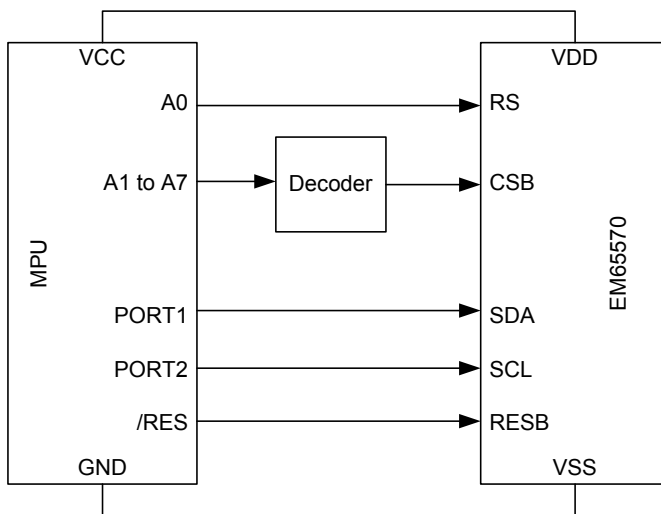 VCC
VDD
A0
RS
A1 to A7
Decoder
CSB
MPU
EM65570
PORT1
SDA
PORT2
SCL
/RES
RESB
GND
VSS